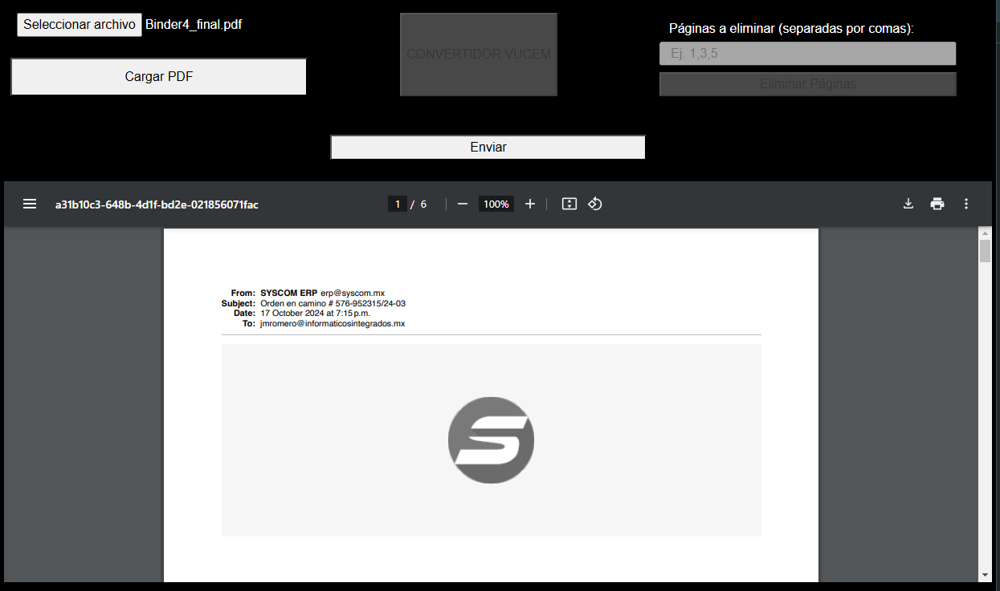 Seleccionar archivo Binder4_final.pdf
Cargar PDF
CONVERTIDOR VUCEM
Páginas a eliminar (separadas por comas):
Ej. 1,3,5
Eliminar Páginas
Enviar
a31b10c3-648b-4d1f-bd2e-021856071fac
1 / 6
100%
From: SYSCOM ERP erp@syscom.mx
Subject: Orden en camino # 576-952315/24-03
Date: 17 October 2024 at 7:15 p.m.
To: jmromero@informaticosintegrados.mx
S